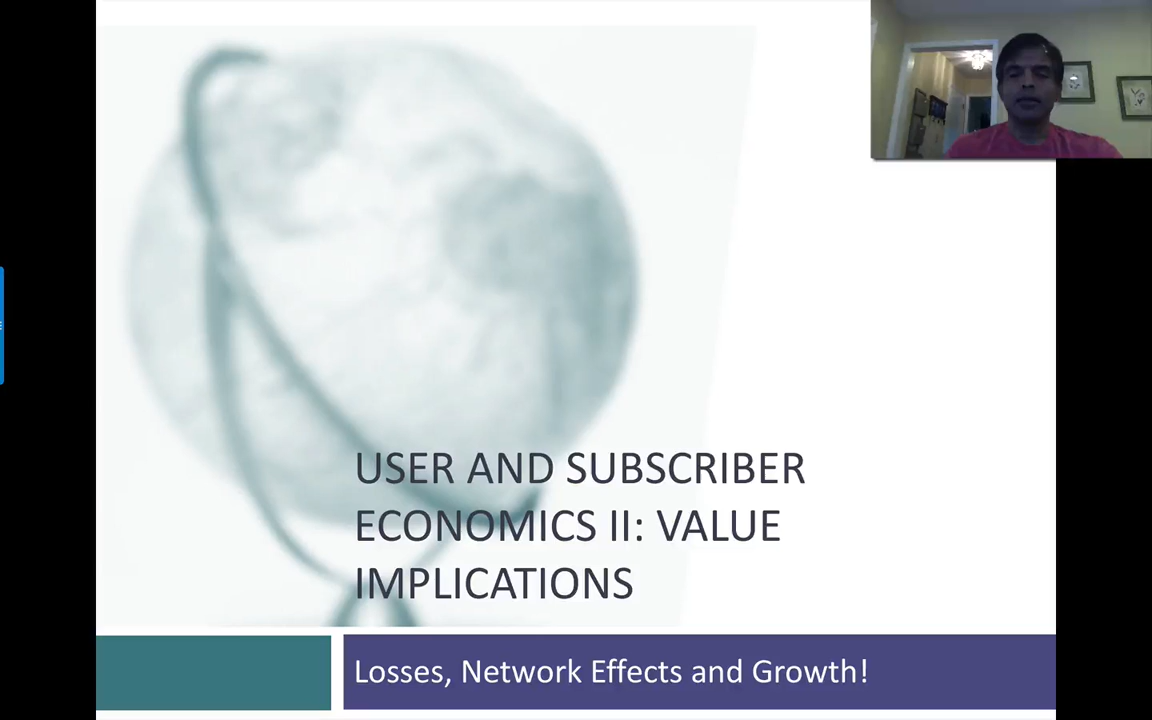 USER AND SUBSCRIBER
ECONOMICS II: VALUE
IMPLICATIONS
Losses, Network Effects and Growth!